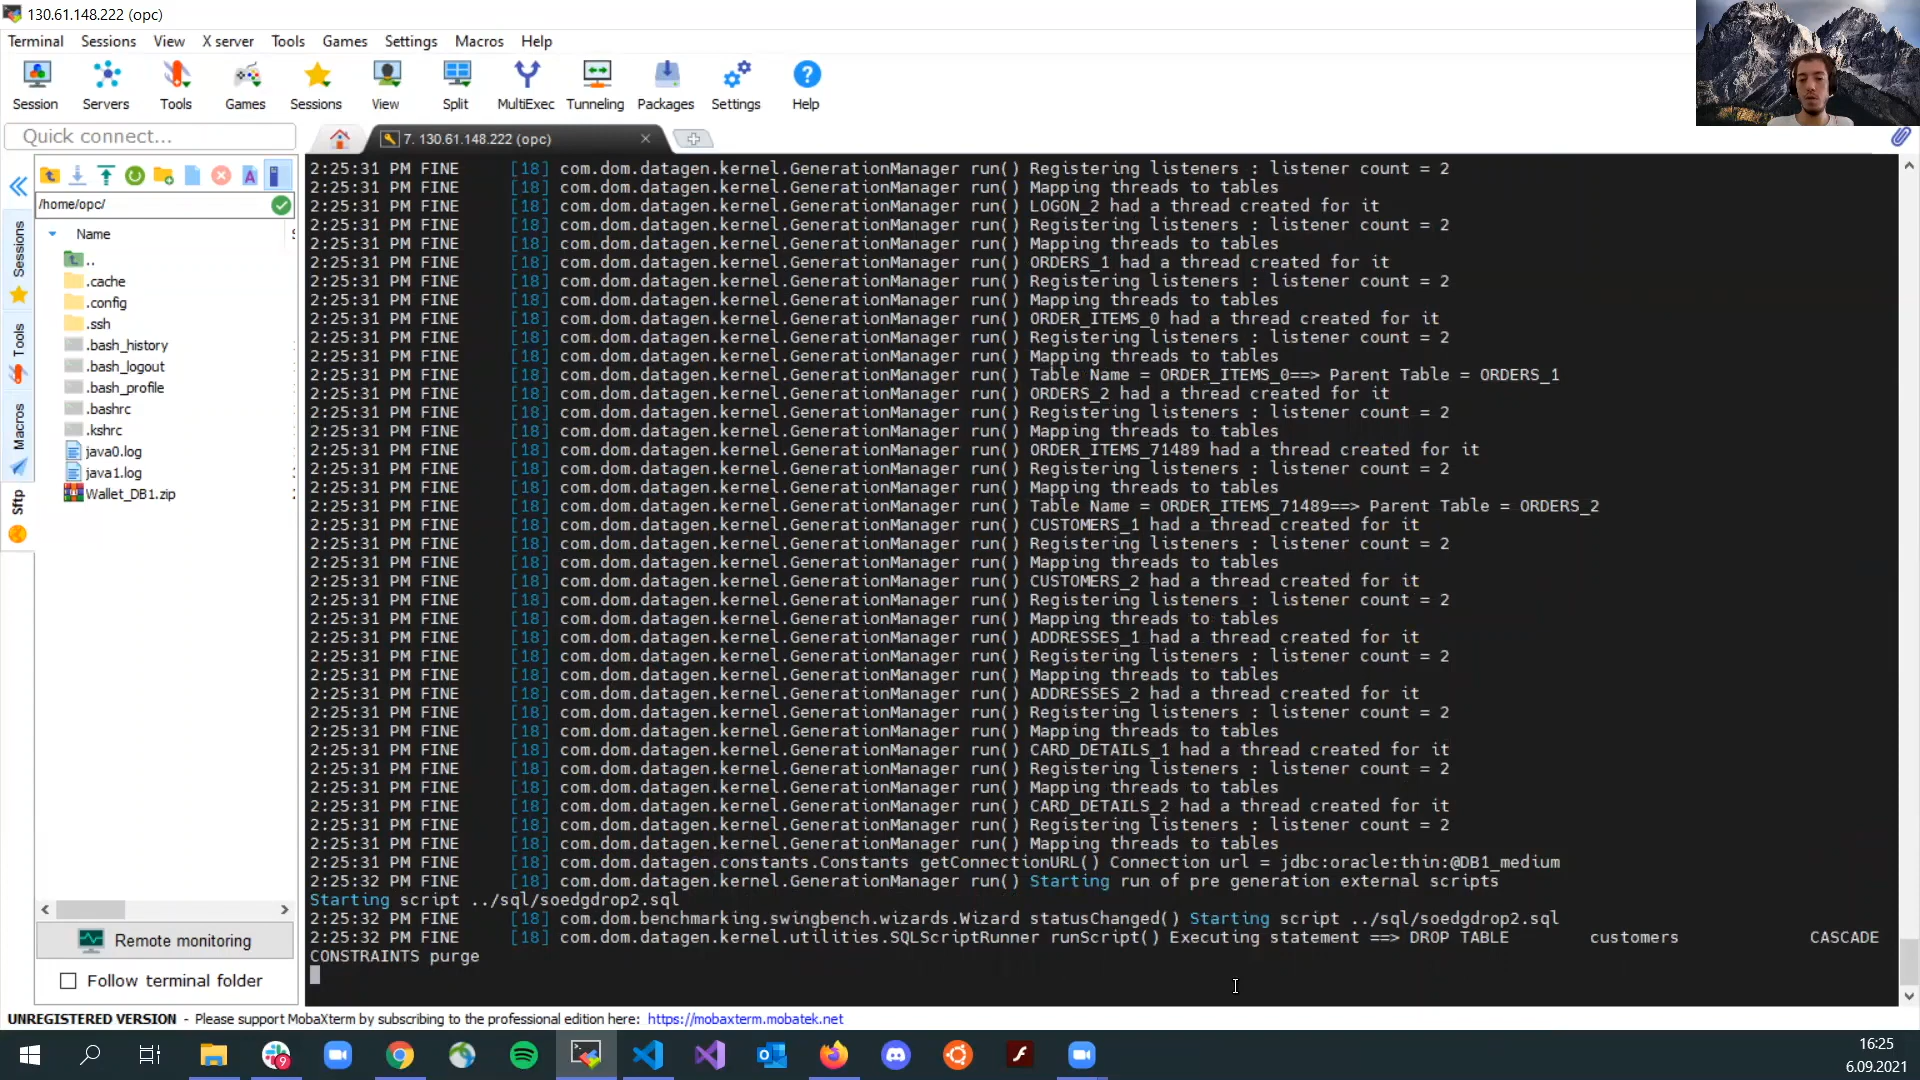 130.61.148.222 (opc)
Terminal Sessions View X server Tools Games Settings Macros Help
Session Servers Tools Games Sessions View Split MultiExec Tunneling Packages Settings Help
Quick connect...
7. 130.61.148.222 (opc)
/home/opc/
Name
..
.cache
.config
.ssh
.bash_history
.bash_logout
.bash_profile
.bashrc
.kshrc
java0.log
java1.log
Wallet_DB1.zip
Sessions
Tools
Macros
Sftp
Remote monitoring
Follow terminal folder
2:25:31 PM FINE [18] com.dom.datagen.kernel.GenerationManager run() Registering listeners : listener count = 2
2:25:31 PM FINE [18] com.dom.datagen.kernel.GenerationManager run() Mapping threads to tables
2:25:31 PM FINE [18] com.dom.datagen.kernel.GenerationManager run() LOGON_2 had a thread created for it
2:25:31 PM FINE [18] com.dom.datagen.kernel.GenerationManager run() Registering listeners : listener count = 2
2:25:31 PM FINE [18] com.dom.datagen.kernel.GenerationManager run() Mapping threads to tables
2:25:31 PM FINE [18] com.dom.datagen.kernel.GenerationManager run() ORDERS_1 had a thread created for it
2:25:31 PM FINE [18] com.dom.datagen.kernel.GenerationManager run() Registering listeners : listener count = 2
2:25:31 PM FINE [18] com.dom.datagen.kernel.GenerationManager run() Mapping threads to tables
2:25:31 PM FINE [18] com.dom.datagen.kernel.GenerationManager run() ORDER_ITEMS_0 had a thread created for it
2:25:31 PM FINE [18] com.dom.datagen.kernel.GenerationManager run() Registering listeners : listener count = 2
2:25:31 PM FINE [18] com.dom.datagen.kernel.GenerationManager run() Mapping threads to tables
2:25:31 PM FINE [18] com.dom.datagen.kernel.GenerationManager run() Table Name = ORDER_ITEMS_0==> Parent Table = ORDERS_1
2:25:31 PM FINE [18] com.dom.datagen.kernel.GenerationManager run() ORDERS_2 had a thread created for it
2:25:31 PM FINE [18] com.dom.datagen.kernel.GenerationManager run() Registering listeners : listener count = 2
2:25:31 PM FINE [18] com.dom.datagen.kernel.GenerationManager run() Mapping threads to tables
2:25:31 PM FINE [18] com.dom.datagen.kernel.GenerationManager run() ORDER_ITEMS_71489 had a thread created for it
2:25:31 PM FINE [18] com.dom.datagen.kernel.GenerationManager run() Registering listeners : listener count = 2
2:25:31 PM FINE [18] com.dom.datagen.kernel.GenerationManager run() Mapping threads to tables
2:25:31 PM FINE [18] com.dom.datagen.kernel.GenerationManager run() Table Name = ORDER_ITEMS_71489==> Parent Table = ORDERS_2
2:25:31 PM FINE [18] com.dom.datagen.kernel.GenerationManager run() CUSTOMERS_1 had a thread created for it
2:25:31 PM FINE [18] com.dom.datagen.kernel.GenerationManager run() Registering listeners : listener count = 2
2:25:31 PM FINE [18] com.dom.datagen.kernel.GenerationManager run() Mapping threads to tables
2:25:31 PM FINE [18] com.dom.datagen.kernel.GenerationManager run() CUSTOMERS_2 had a thread created for it
2:25:31 PM FINE [18] com.dom.datagen.kernel.GenerationManager run() Registering listeners : listener count = 2
2:25:31 PM FINE [18] com.dom.datagen.kernel.GenerationManager run() Mapping threads to tables
2:25:31 PM FINE [18] com.dom.datagen.kernel.GenerationManager run() ADDRESSES_1 had a thread created for it
2:25:31 PM FINE [18] com.dom.datagen.kernel.GenerationManager run() Registering listeners : listener count = 2
2:25:31 PM FINE [18] com.dom.datagen.kernel.GenerationManager run() Mapping threads to tables
2:25:31 PM FINE [18] com.dom.datagen.kernel.GenerationManager run() ADDRESSES_2 had a thread created for it
2:25:31 PM FINE [18] com.dom.datagen.kernel.GenerationManager run() Registering listeners : listener count = 2
2:25:31 PM FINE [18] com.dom.datagen.kernel.GenerationManager run() Mapping threads to tables
2:25:31 PM FINE [18] com.dom.datagen.kernel.GenerationManager run() CARD_DETAILS_1 had a thread created for it
2:25:31 PM FINE [18] com.dom.datagen.kernel.GenerationManager run() Registering listeners : listener count = 2
2:25:31 PM FINE [18] com.dom.datagen.kernel.GenerationManager run() Mapping threads to tables
2:25:31 PM FINE [18] com.dom.datagen.kernel.GenerationManager run() CARD_DETAILS_2 had a thread created for it
2:25:31 PM FINE [18] com.dom.datagen.kernel.GenerationManager run() Registering listeners : listener count = 2
2:25:31 PM FINE [18] com.dom.datagen.kernel.GenerationManager run() Mapping threads to tables
2:25:31 PM FINE [18] com.dom.datagen.constants.Constants getConnectionURL() Connection url = jdbc:oracle:thin:@DB1_medium
2:25:32 PM FINE [18] com.dom.datagen.kernel.GenerationManager run() Starting run of pre generation external scripts
Starting script ../sql/soedgdrop2.sql
2:25:32 PM FINE [18] com.dom.benchmarking.swingbench.wizards.Wizard statusChanged() Starting script ../sql/soedgdrop2.sql
2:25:32 PM FINE [18] com.dom.datagen.kernel.utilities.SQLScriptRunner runScript() Executing statement ==> DROP TABLE customers CASCADE
CONSTRAINTS purge
UNREGISTERED VERSION - Please support MobaXterm by subscribing to the professional edition here: https://mobaxterm.mobatek.net
16:25
6.09.2021